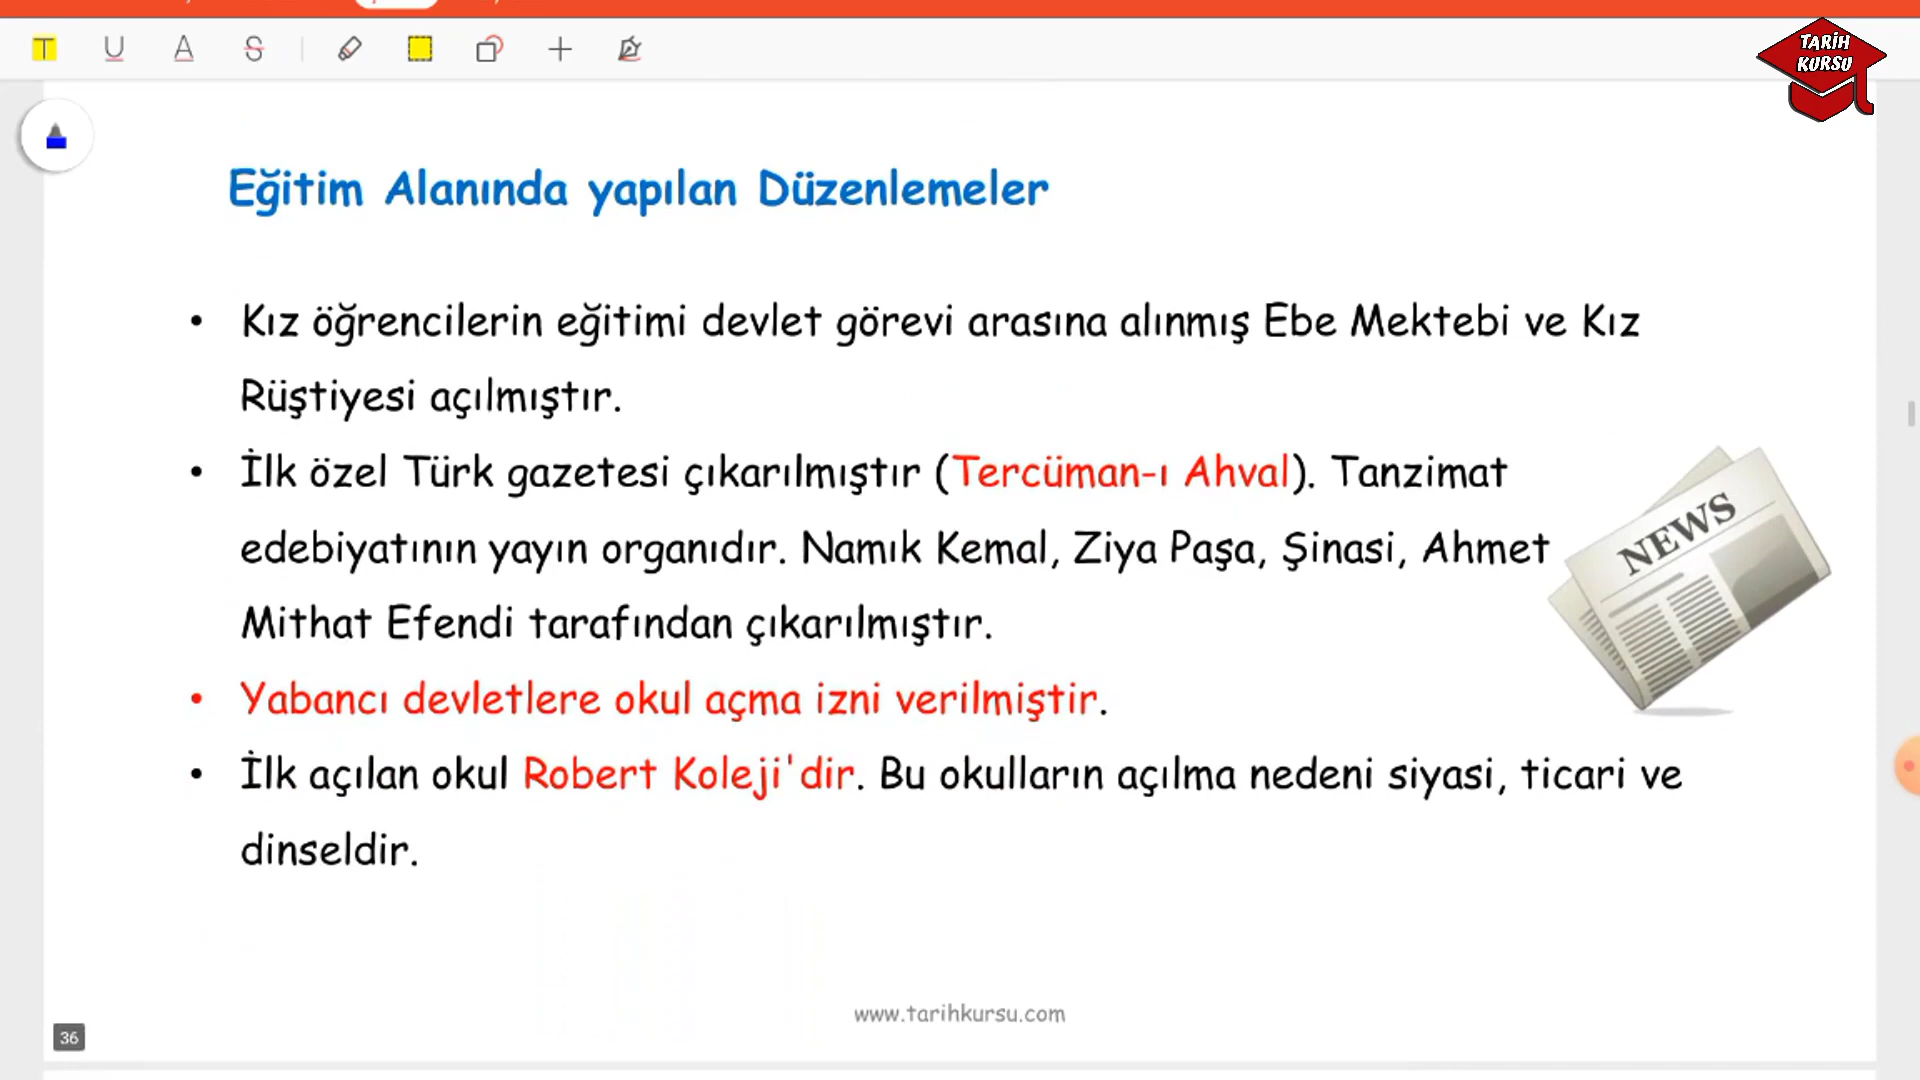 TARİH
KURSU
Eğitim Alanında yapılan Düzenlemeler
• Kız öğrencilerin eğitimi devlet görevi arasına alınmış Ebe Mektebi ve Kız
Rüştiyesi açılmıştır.
• İlk özel Türk gazetesi çıkarılmıştır (Tercüman-ı Ahval). Tanzimat
edebiyatının yayın organıdır. Namık Kemal, Ziya Paşa, Şinasi, Ahmet
Mithat Efendi tarafından çıkarılmıştır.
NEWS
• Yabancı devletlere okul açma izni verilmiştir.
• İlk açılan okul Robert Koleji'dir. Bu okulların açılma nedeni siyasi, ticari ve
dinseldir.
www.tarihkursu.com
36